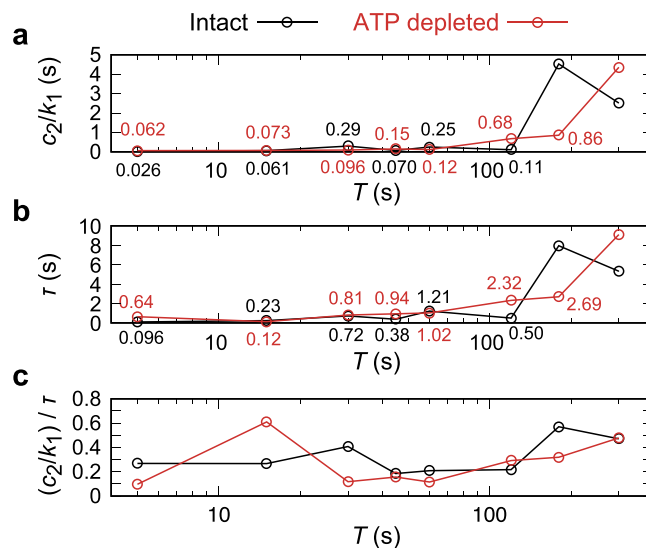 Intact ATP depleted
a
c2/k1 (s)
5
4
3
2
1
0
0.062 0.073 0.29 0.15 0.25 0.68 0.86
0.026 0.061 0.096 0.070 0.12 0.11
10 100
T (s)
b
τ (s)
10
8
6
4
2
0
0.64 0.23 0.81 0.94 1.21 2.32 2.69
0.096 0.12 0.72 0.38 1.02 0.50
10 100
T (s)
c
(c2/k1) / τ
0.8
0.6
0.4
0.2
0
10 100
T (s)